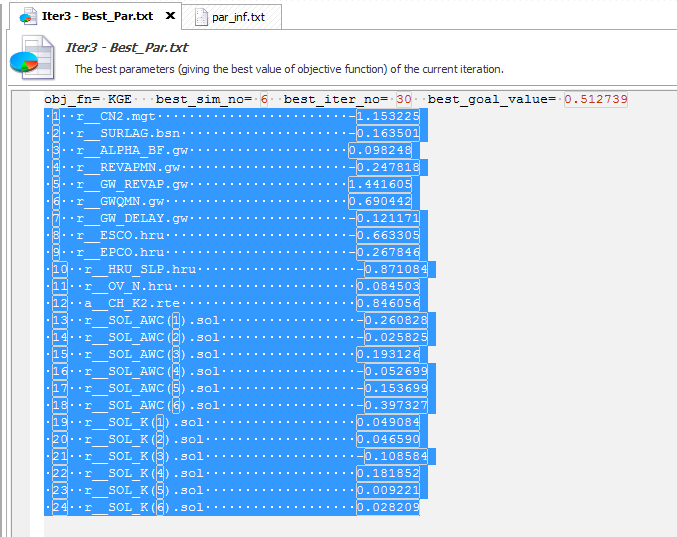 Iter3 - Best_Par.txt par_inf.txt
Iter3 - Best_Par.txt
The best parameters (giving the best value of objective function) of the current iteration.
obj_fn= KGE best_sim_no= 6 best_iter_no= 30 best_goal_value= 0.512739
1 r__CN2.mgt -1.153225
2 r__SURLAG.bsn -0.163501
3 r__ALPHA_BF.gw 0.098248
4 r__REVAPMN.gw -0.247818
5 r__GW_REVAP.gw 1.441605
6 r__GWQMN.gw 0.690442
7 r__GW_DELAY.gw -0.121171
8 r__ESCO.hru -0.663305
9 r__EPCO.hru -0.267846
10 r__HRU_SLP.hru -0.871084
11 r__OV_N.hru 0.084503
12 a__CH_K2.rte 0.846056
13 r__SOL_AWC(1).sol -0.260828
14 r__SOL_AWC(2).sol -0.025825
15 r__SOL_AWC(3).sol 0.193126
16 r__SOL_AWC(4).sol -0.052699
17 r__SOL_AWC(5).sol -0.153699
18 r__SOL_AWC(6).sol -0.397327
19 r__SOL_K(1).sol 0.049084
20 r__SOL_K(2).sol 0.046590
21 r__SOL_K(3).sol -0.108584
22 r__SOL_K(4).sol 0.181852
23 r__SOL_K(5).sol 0.009221
24 r__SOL_K(6).sol 0.028209